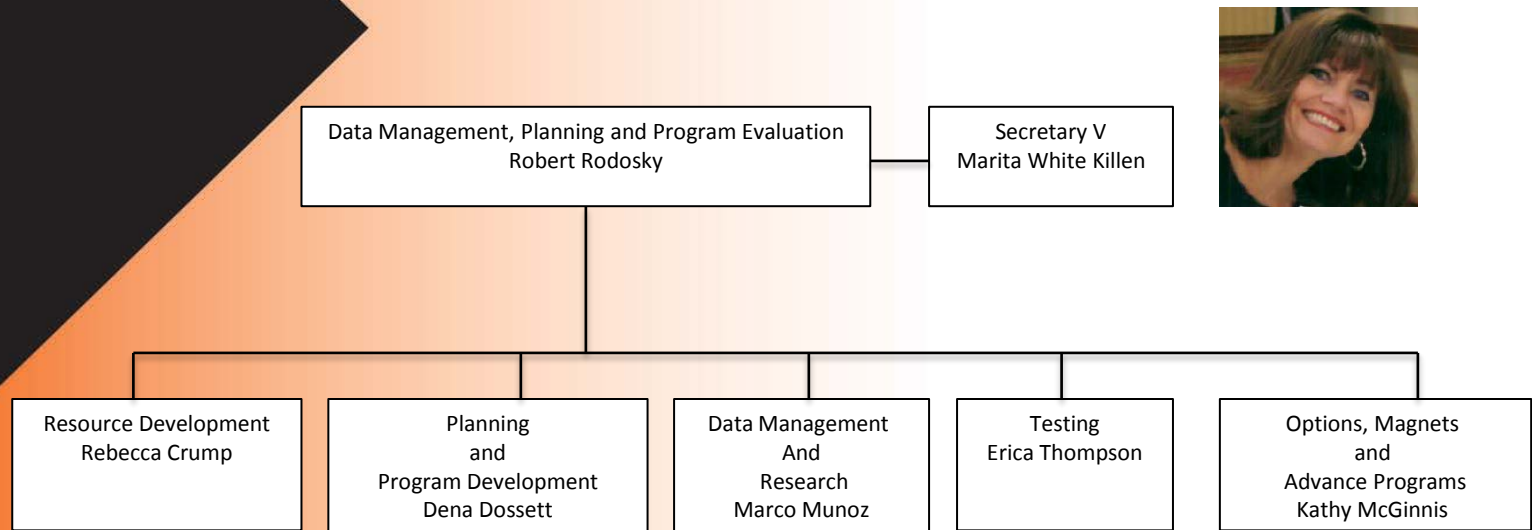 Data Management, Planning and Program Evaluation
Robert Rodosky
Secretary V
Marita White Killen
Resource Development
Rebecca Crump
Planning
and
Program Development
Dena Dossett
Data Management
And
Research
Marco Munoz
Testing
Erica Thompson
Options, Magnets
and
Advance Programs
Kathy McGinnis